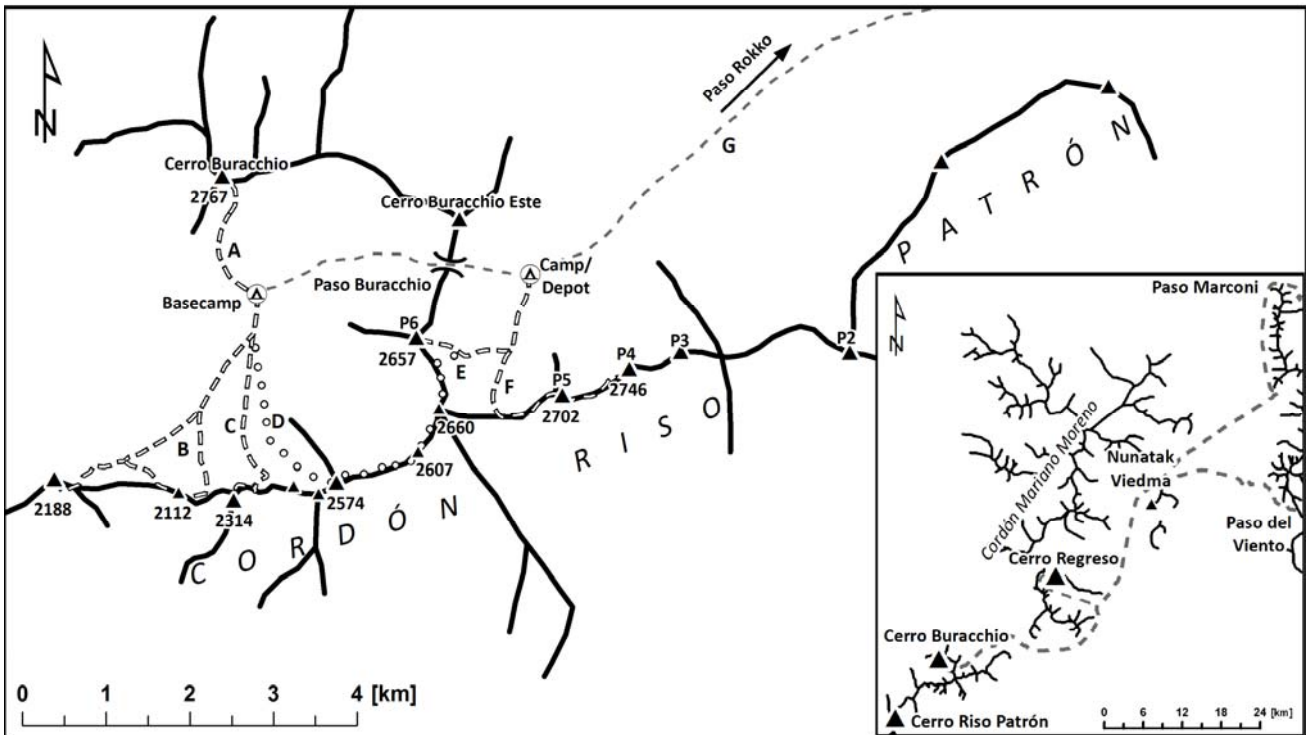 N
Cerro Buracchio
2767
A
Basecamp
Cerro Buracchio Este
Paso Buracchio
Camp/
Depot
Paso Rokko
G
PATRÓN
P6
2657
E
F
P5
2702
P4
2746
P3
P2
RISO
B
C
D
2660
2607
2574
2188
2112
2314
CORDÓN
0 1 2 3 4 [km]
N
Paso Marconi
Cordón Mariano Moreno
Nunatak
Viedma
Paso del
Viento
Cerro Regreso
Cerro Buracchio
Cerro Riso Patrón
0 6 12 18 24 [km]